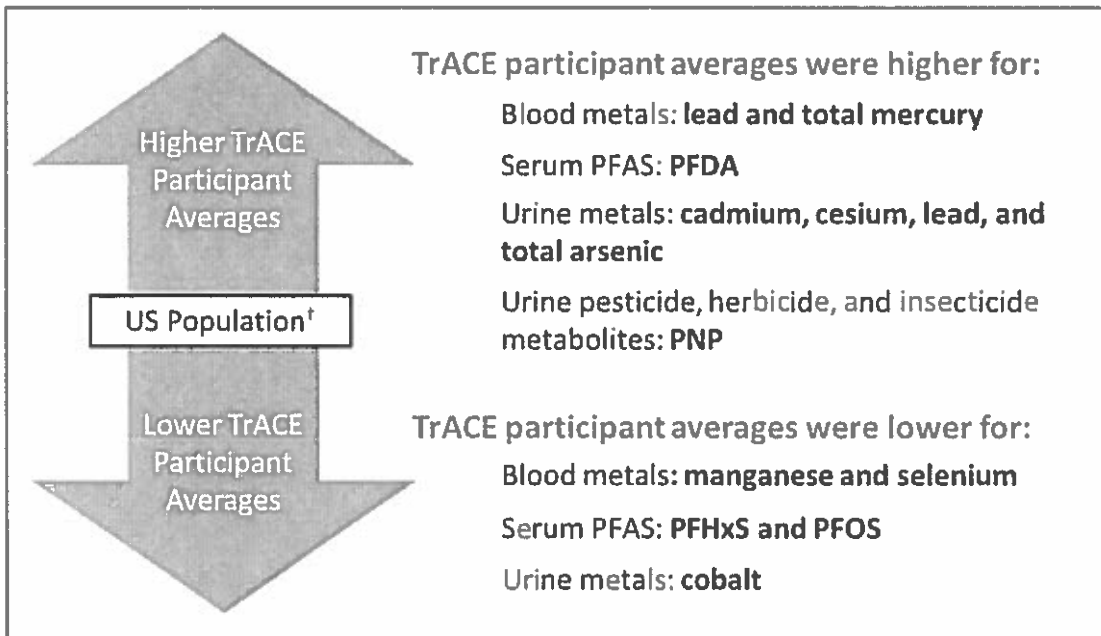 Higher TrACE
Participant
Averages
US Population†
Lower TrACE
Participant
Averages
TrACE participant averages were higher for:
Blood metals: lead and total mercury
Serum PFAS: PFDA
Urine metals: cadmium, cesium, lead, and
total arsenic
Urine pesticide, herbicide, and insecticide
metabolites: PNP
TrACE participant averages were lower for:
Blood metals: manganese and selenium
Serum PFAS: PFHxS and PFOS
Urine metals: cobalt